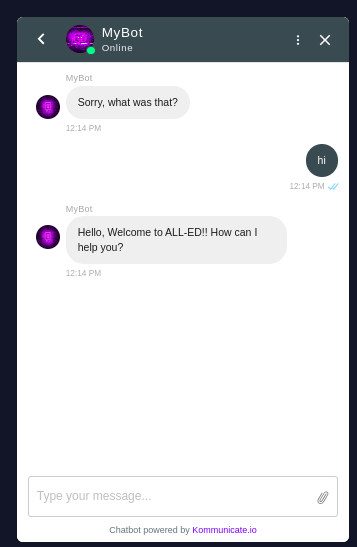 MyBot
Online
MyBot
Sorry, what was that?
12:14 PM
hi
12:14 PM
MyBot
Hello, Welcome to ALL-ED!! How can I
help you?
12:14 PM
Type your message...
Chatbot powered by Kommunicate.io